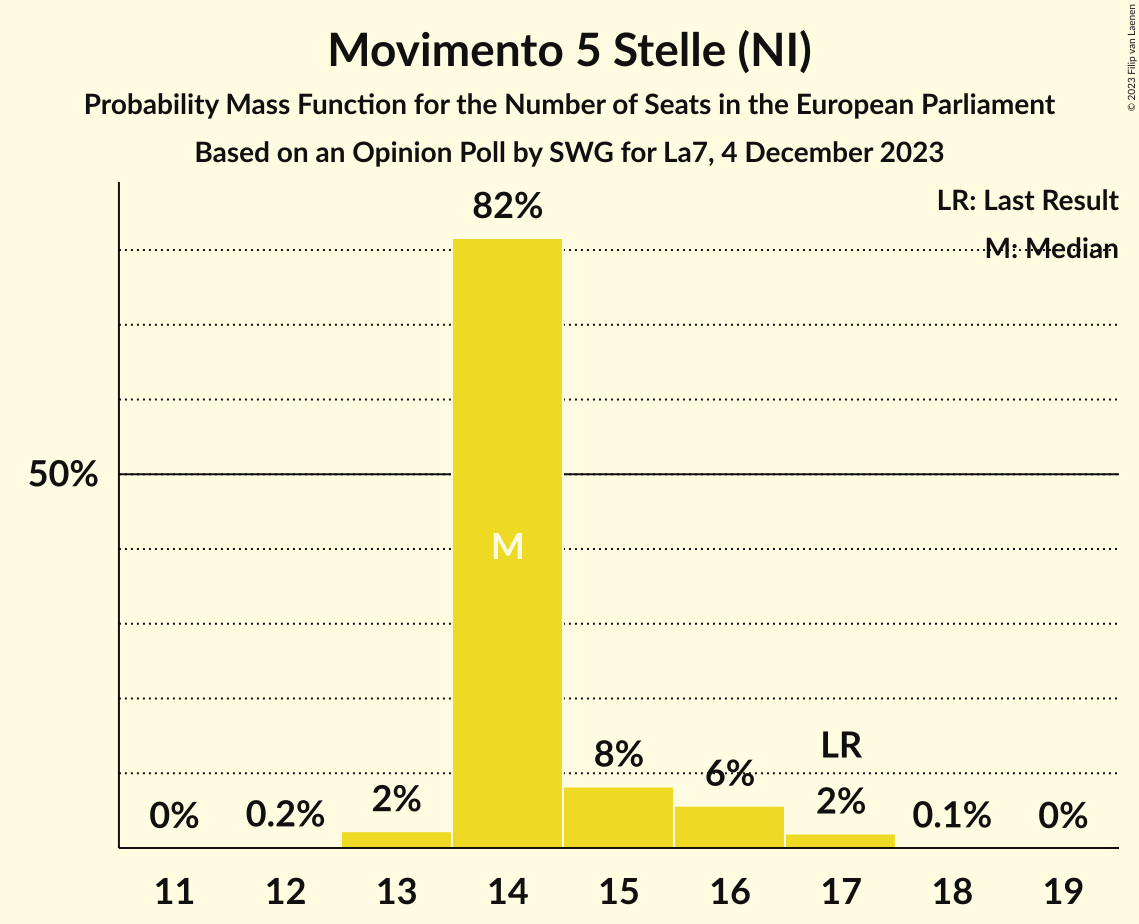 Movimento 5 Stelle (NI)
Probability Mass Function for the Number of Seats in the European Parliament
Based on an Opinion Poll by SWG for La7, 4 December 2023
© 2023 Filip van Laenen
LR: Last Result
M: Median
82%
50%
M
LR
8%
6%
2%
2%
0%
0.2%
0.1%
0%
11 12 13 14 15 16 17 18 19